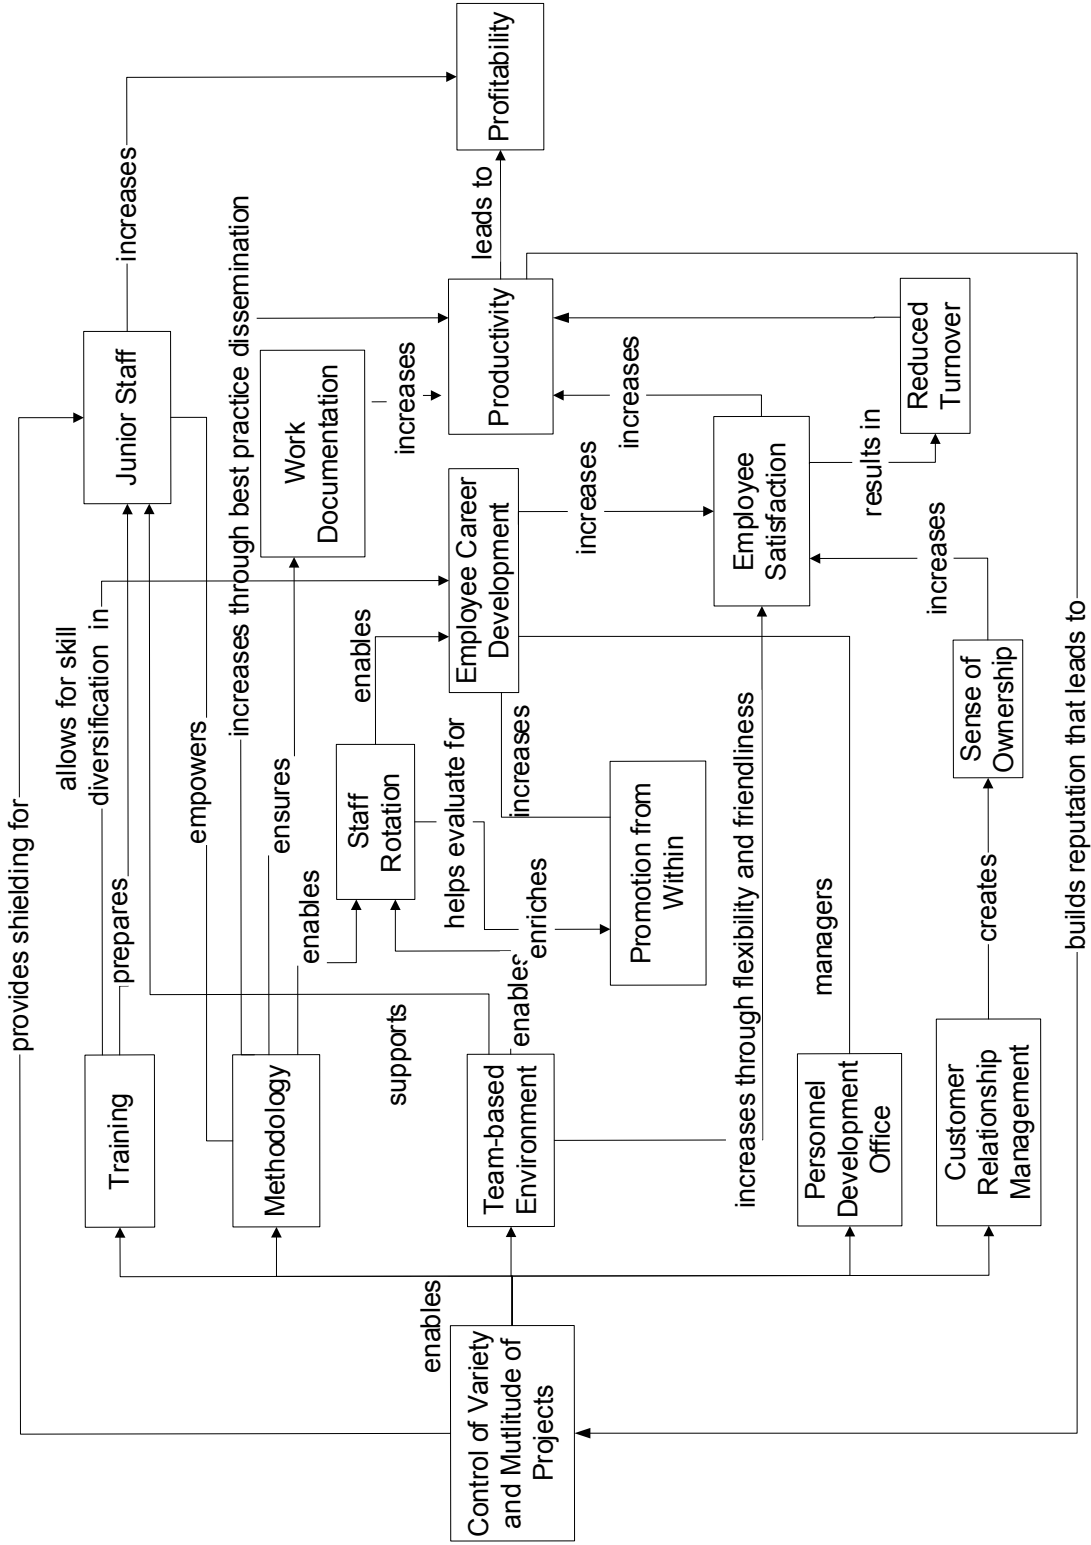 provides shielding for
allows for skill
diversification in
prepares
Training
empowers
Junior Staff
increases
Methodology
ensures
enables
increases through best practice dissemination
Work
Documentation
increases
Staff
Rotation
enables
helps evaluate for
supports
enables
enriches
Team-based
Environment
Employee Career
Development
increases
increases
Promotion from
Within
Productivity
leads to
Profitability
enables
Control of Variety
and Mutlitude of
Projects
increases through flexibility and friendliness
Employee
Satisfaction
increases
results in
Reduced
Turnover
Personnel
Development
Office
managers
Customer
Relationship
Management
creates
Sense of
Ownership
increases
builds reputation that leads to